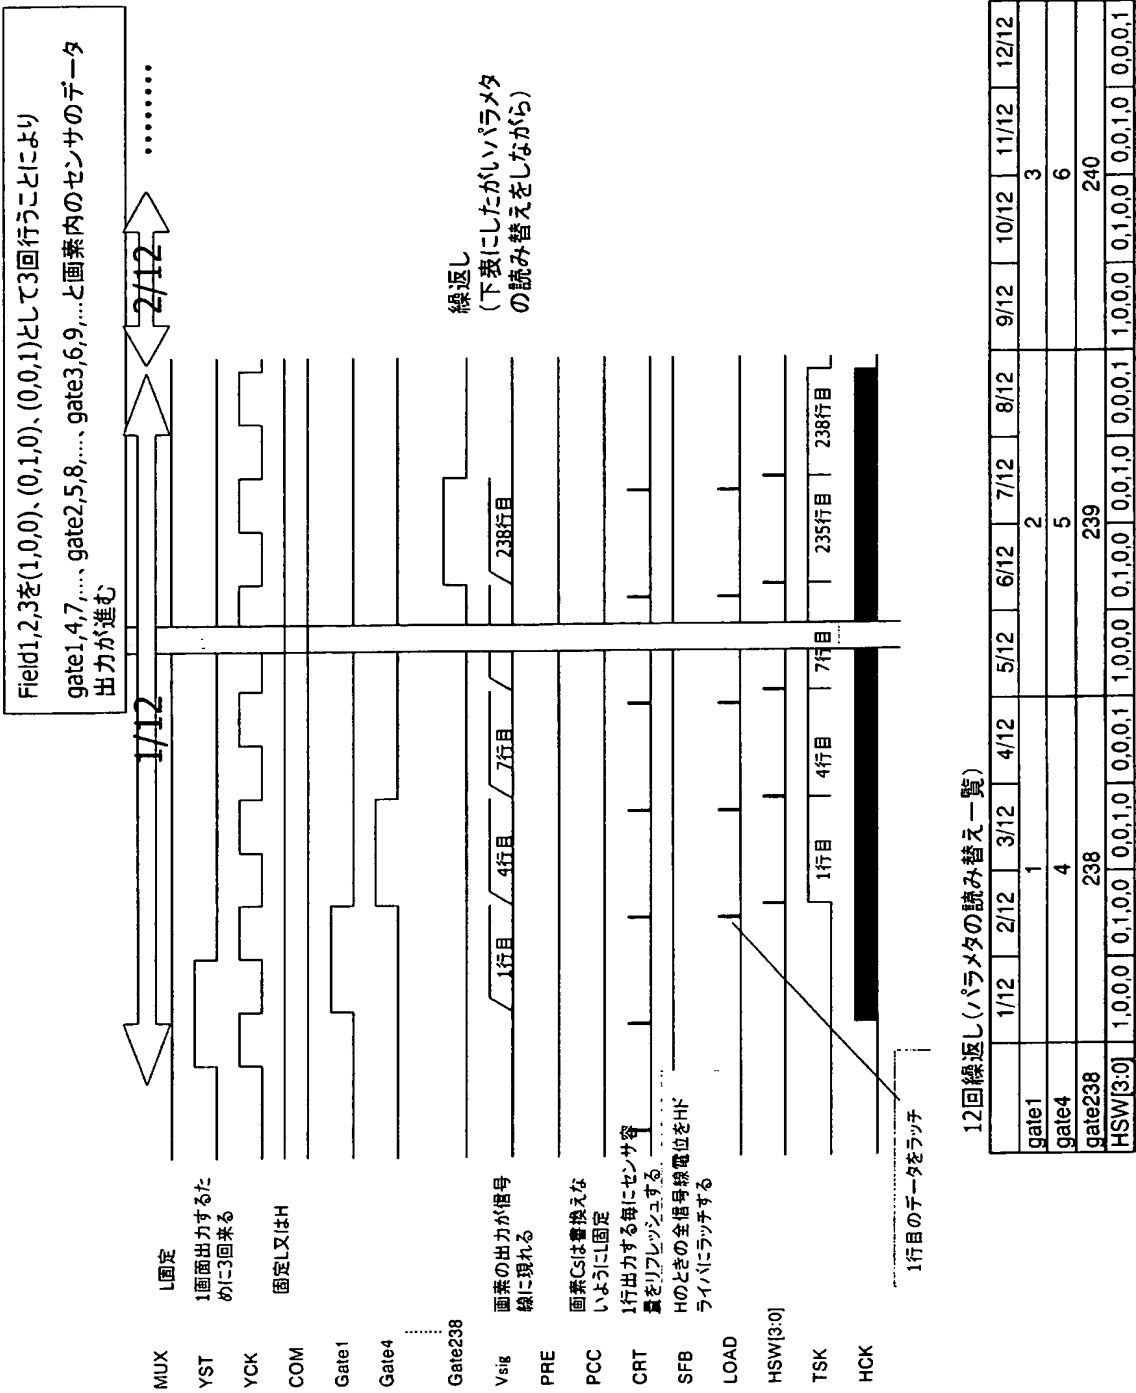 Field1,2,3を(1,0,0)、(0,1,0)、(0,0,1)として3回行うことにより
gate1,4,7,…、gate2,5,8,…、gate3,6,9,…と画素内のセンサのデータ
出力が進む
1/12
2/12
………
MUX
L固定
YST
1画面出力するた
めに3回来る
YCK
COM
固定L又はH
Gate1
Gate4
………
Gate238
Vsig
画素の出力が信号
線に現れる
1行目
4行目
7行目
238行目
PRE
PCC
画素Csは書換えな
いようにL固定
CRT
1行出力する毎にセンサ容
量をリフレッシュする
SFB
Hのときの全信号線電位をHド
ライバにラッチする
LOAD
HSW[3:0]
TSK
1行目
4行目
7行目
235行目
238行目
HCK
1行目のデータをラッチ
繰返し
(下表にしたがいパラメタ
の読み替えをしながら)
12回繰返し(パラメタの読み替え一覧)
1/12 2/12 3/12 4/12 5/12 6/12 7/12 8/12 9/12 10/12 11/12 12/12
gate1 1 2 3
gate4 4 5 6
gate238 238 239 240
HSW[3:0] 1,0,0,0 0,1,0,0 0,0,1,0 0,0,0,1 1,0,0,0 0,1,0,0 0,0,1,0 0,0,0,1 1,0,0,0 0,1,0,0 0,0,1,0 0,0,0,1